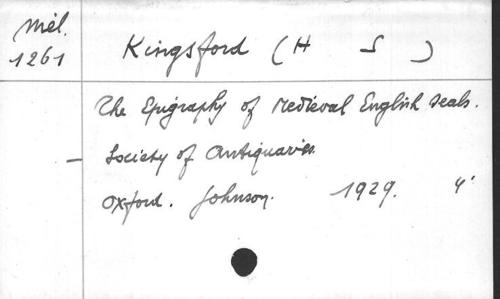 Mél.
1261
Kingsford (H S )
The Epigraphy of Medieval English seals.
— Society of Antiquaries.
Oxford. Johnson. 1929. 4°